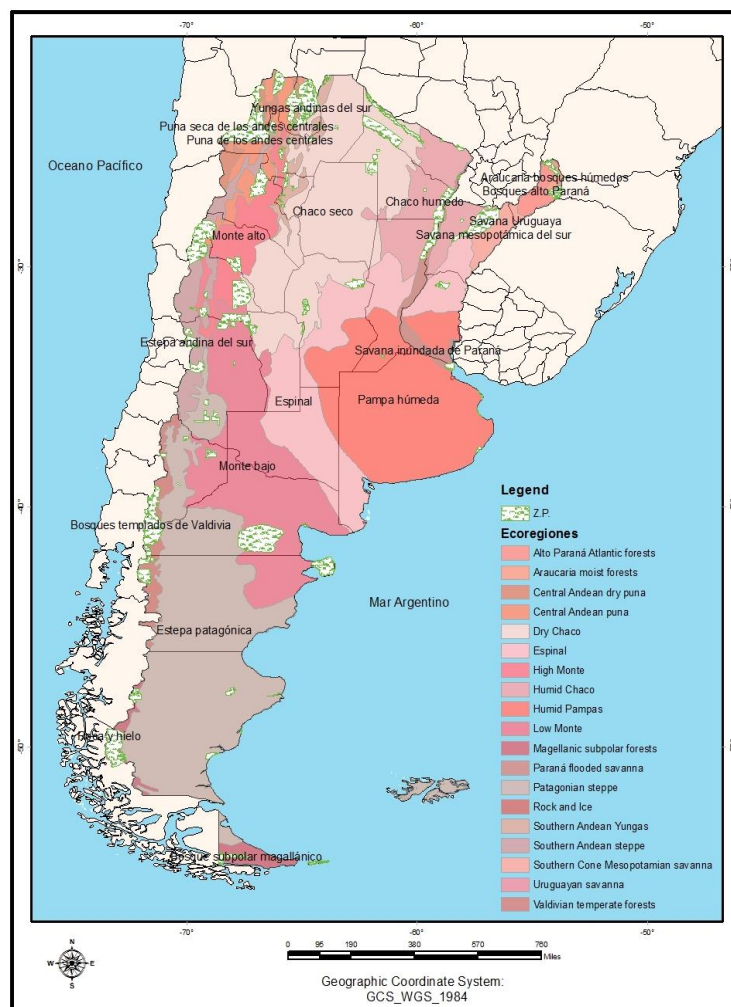 -70°
-60°
-50°
Yungas andinas del sur
Puna seca de los andes centrales
Puna de los andes centrales
Oceano Pacífico
Araucaria bosques húmedos
Bosques alto Paraná
Chaco seco
Chaco humedo
Savana Uruguaya
Savana mesopotámica del sur
Monte alto
Estepa andina del sur
Savana inundada de Paraná
Espinal
Pampa húmeda
Monte bajo
Bosques templados de Valdivia
Mar Argentino
Estepa patagónica
y hielo
Bosque subpolar magallánico
Legend
Z.P.
Ecoregiones
Alto Paraná Atlantic forests
Araucaria moist forests
Central Andean dry puna
Central Andean puna
Dry Chaco
Espinal
High Monte
Humid Chaco
Humid Pampas
Low Monte
Magellanic subpolar forests
Paraná flooded savanna
Patagonian steppe
Rock and Ice
Southern Andean Yungas
Southern Andean steppe
Southern Cone Mesopotamian savanna
Uruguayan savanna
Valdivian temperate forests
-70°
-60°
-50°
N
W E
S
0 95 190 380 570 760
Miles
Geographic Coordinate System:
GCS_WGS_1984